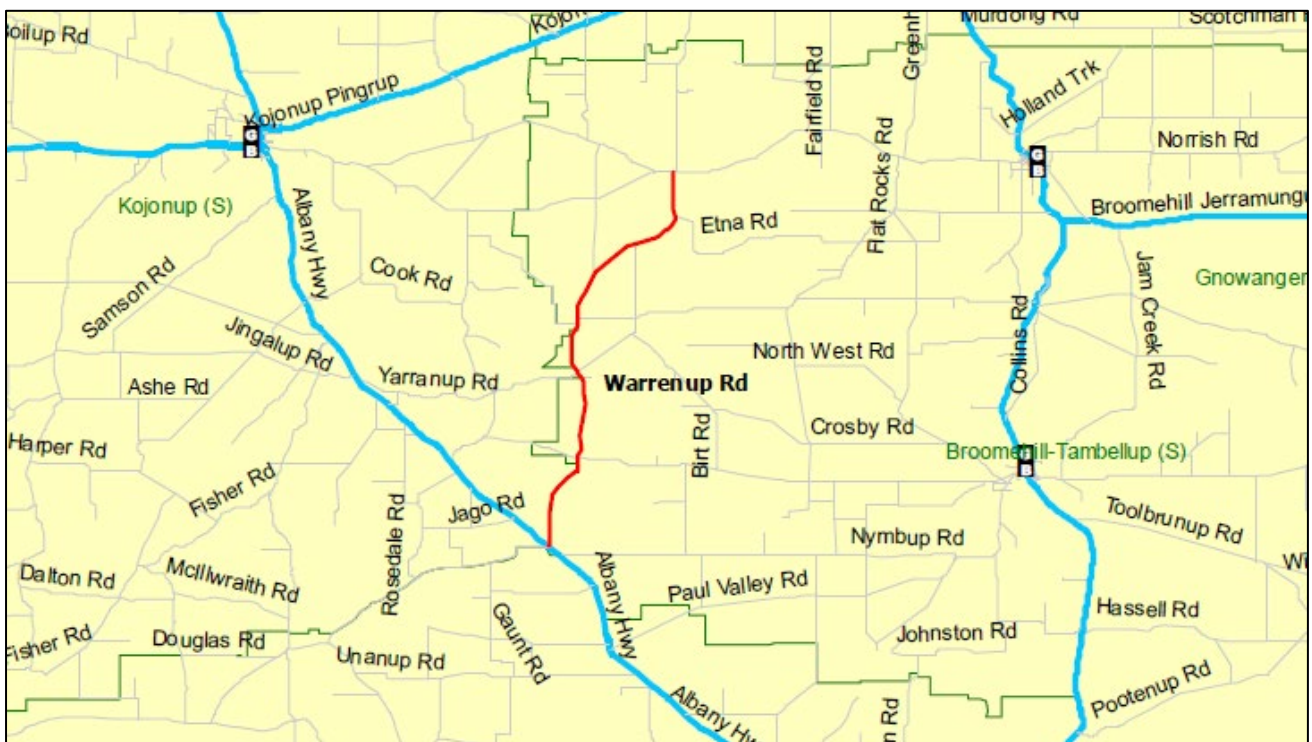 Boilup Rd
Kojonup Pingrup
Fairfield Rd
Murdong Rd
Holland Trk
Norrish Rd
Kojonup (S)
Albany Hwy
Etna Rd
Flat Rocks Rd
Broomehill Jerramungu
Samson Rd
Cook Rd
Jam Creek Rd
Gnowanger
Jingalup Rd
Collins Rd
North West Rd
Ashe Rd
Yarranup Rd
Warrenup Rd
Birt Rd
Crosby Rd
Harper Rd
Broomehill-Tambellup (S)
Fisher Rd
Jago Rd
Rosedale Rd
Nymbup Rd
Toolbrunup Rd
Dalton Rd
McIllwraith Rd
Albany Hwy
Paul Valley Rd
Hassell Rd
Fisher Rd
Douglas Rd
Unanup Rd
Gaunt Rd
Johnston Rd
Albany Hw
Pootenup Rd